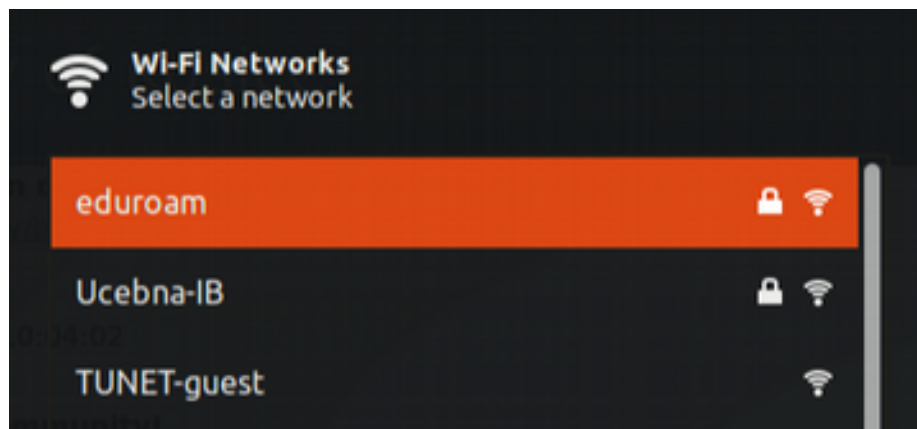 Wi-Fi Networks
Select a network
eduroam
Ucebna-IB
TUNET-guest